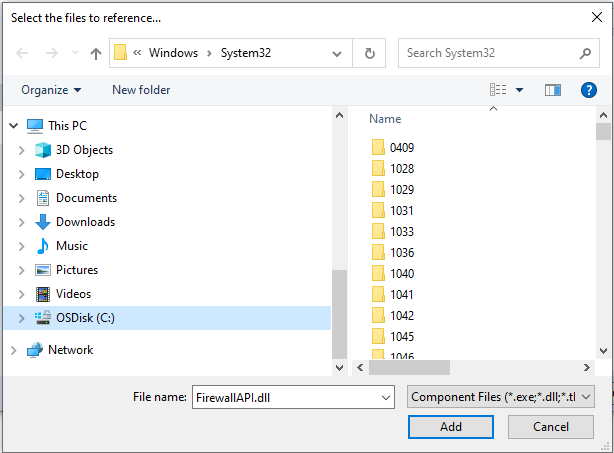 Select the files to reference...
« Windows > System32
Search System32
Organize
New folder
?
This PC
3D Objects
Desktop
Documents
Downloads
Music
Pictures
Videos
OSDisk (C:)
Network
Name
0409
1028
1029
1031
1033
1036
1040
1041
1042
1045
1046
File name: FirewallAPI.dll
Component Files (*.exe;*.dll;*.tl
Add
Cancel